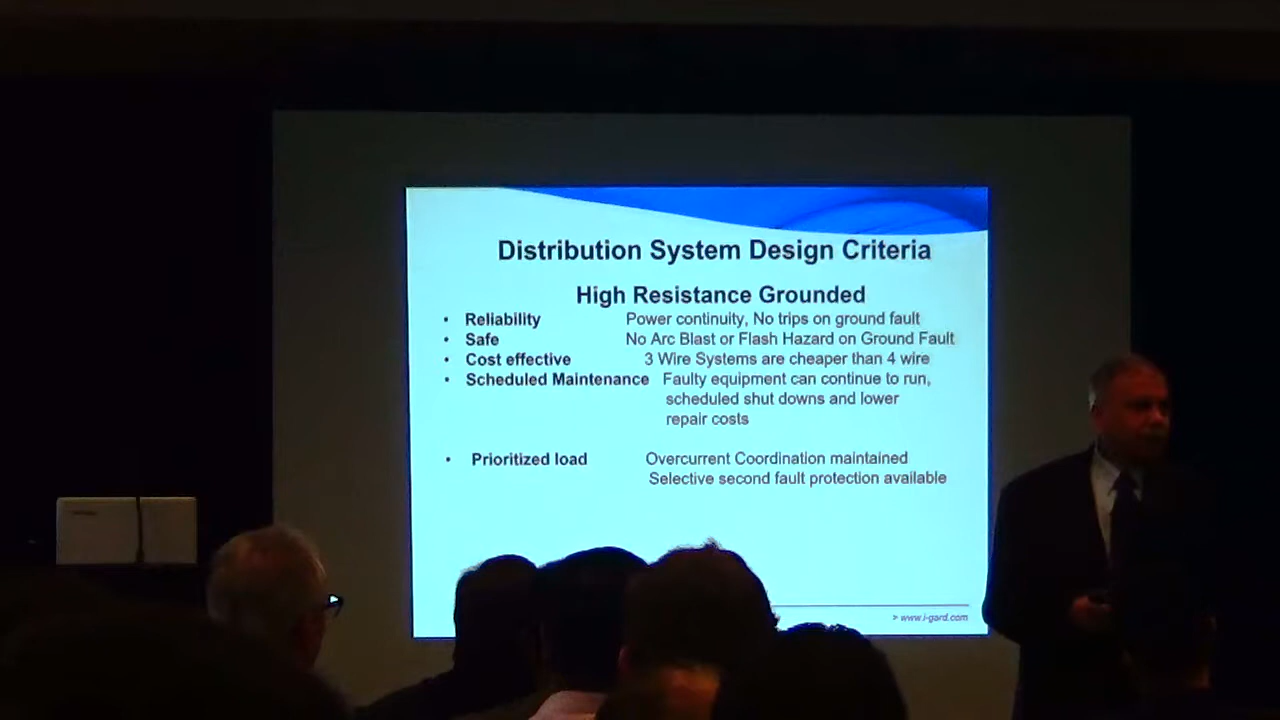 Distribution System Design Criteria
High Resistance Grounded
• Reliability Power continuity, No trips on ground fault
• Safe No Arc Blast or Flash Hazard on Ground Fault
• Cost effective 3 Wire Systems are cheaper than 4 wire
• Scheduled Maintenance Faulty equipment can continue to run,
scheduled shut downs and lower
repair costs
• Prioritized load Overcurrent Coordination maintained
Selective second fault protection available
> www.i-gard.com